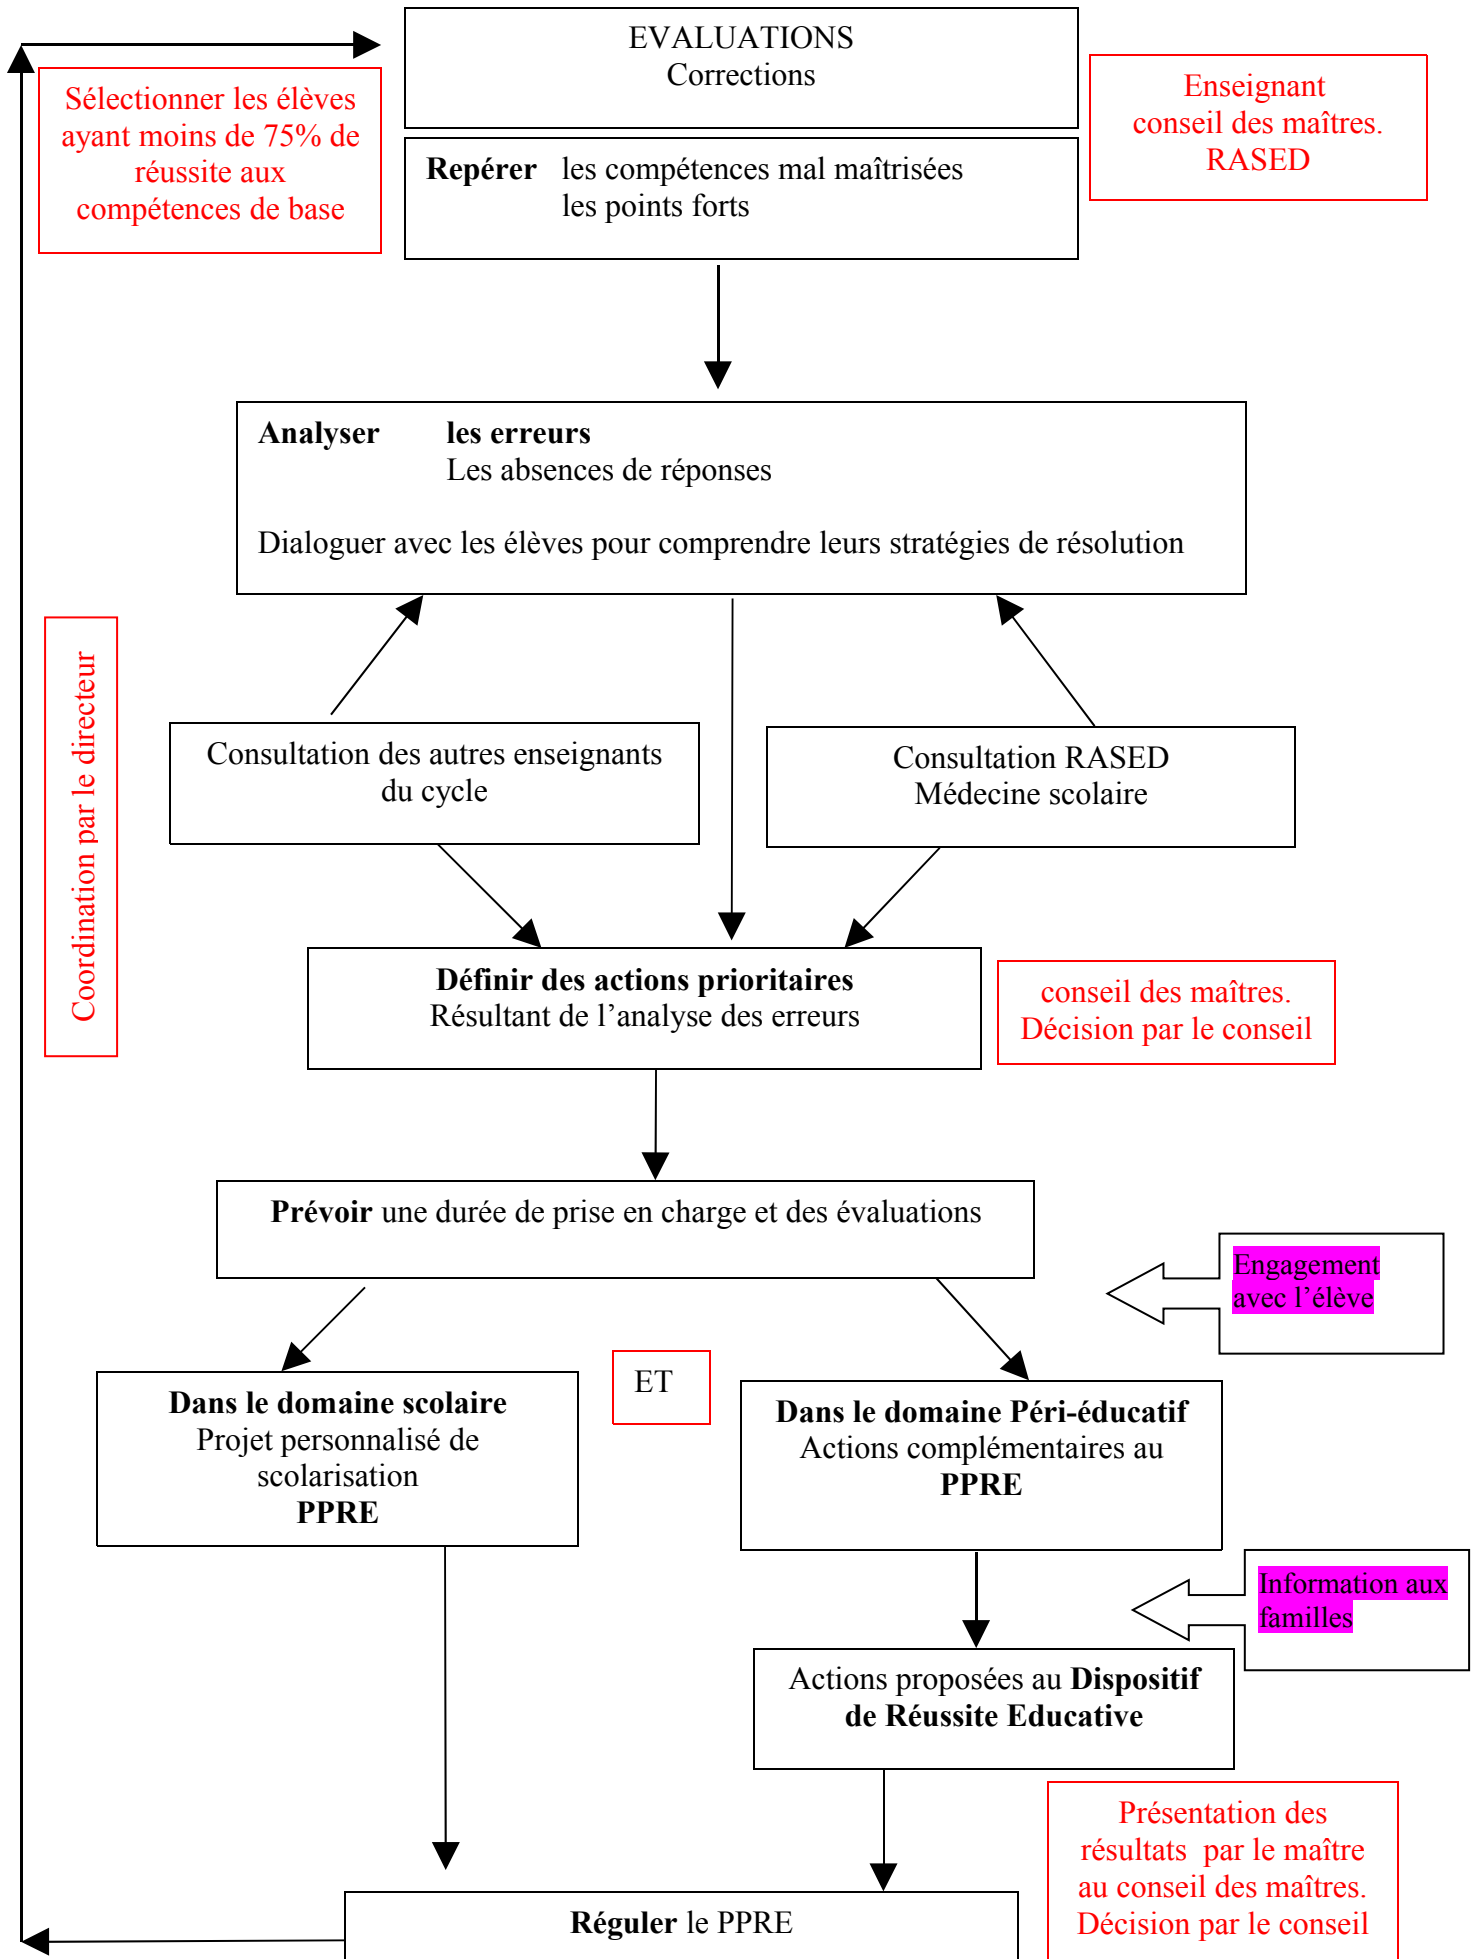 EVALUATIONS
Corrections
Sélectionner les élèves
ayant moins de 75% de
réussite aux
compétences de base
Enseignant
conseil des maîtres.
RASED
Repérer les compétences mal maîtrisées
les points forts
Analyser les erreurs
Les absences de réponses
Dialoguer avec les élèves pour comprendre leurs stratégies de résolution
Coordination par le directeur
Consultation des autres enseignants
du cycle
Consultation RASED
Médecine scolaire
Définir des actions prioritaires
Résultant de l’analyse des erreurs
conseil des maîtres.
Décision par le conseil
Prévoir une durée de prise en charge et des évaluations
Engagement
avec l’élève
ET
Dans le domaine scolaire
Projet personnalisé de
scolarisation
PPRE
Dans le domaine Péri-éducatif
Actions complémentaires au
PPRE
Information aux
familles
Actions proposées au Dispositif
de Réussite Educative
Présentation des
résultats par le maître
au conseil des maîtres.
Décision par le conseil
Réguler le PPRE